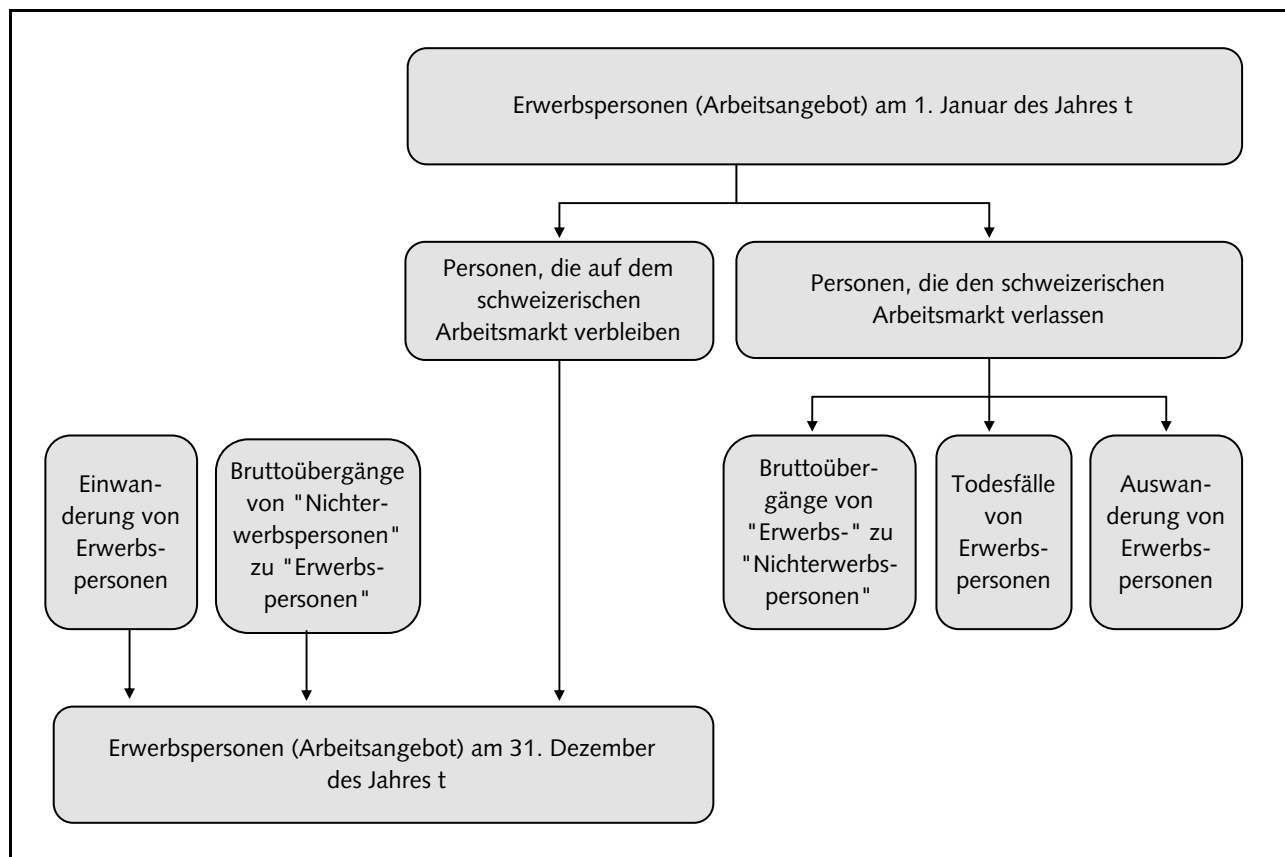 Erwerbspersonen (Arbeitsangebot) am 1. Januar des Jahres t
Personen, die auf dem
schweizerischen
Arbeitsmarkt verbleiben
Personen, die den schweizerischen
Arbeitsmarkt verlassen
Einwan-
derung von
Erwerbs-
personen
Bruttoübergänge
von "Nichter-
werbspersonen"
zu "Erwerbs-
personen"
Bruttoüber-
gänge von
"Erwerbs-" zu
"Nichterwerbs-
personen"
Todesfälle
von
Erwerbs-
personen
Auswan-
derung von
Erwerbs-
personen
Erwerbspersonen (Arbeitsangebot) am 31. Dezember
des Jahres t